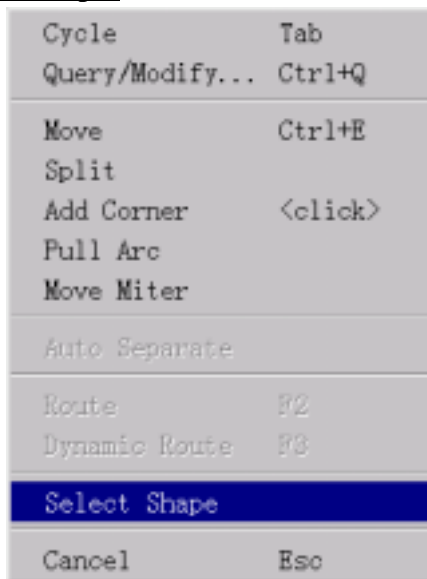 Cycle Tab
Query/Modify... Ctrl+Q
Move Ctrl+E
Split
Add Corner <click>
Pull Arc
Move Miter
Auto Separate
Route F2
Dynamic Route F3
Select Shape
Cancel Esc